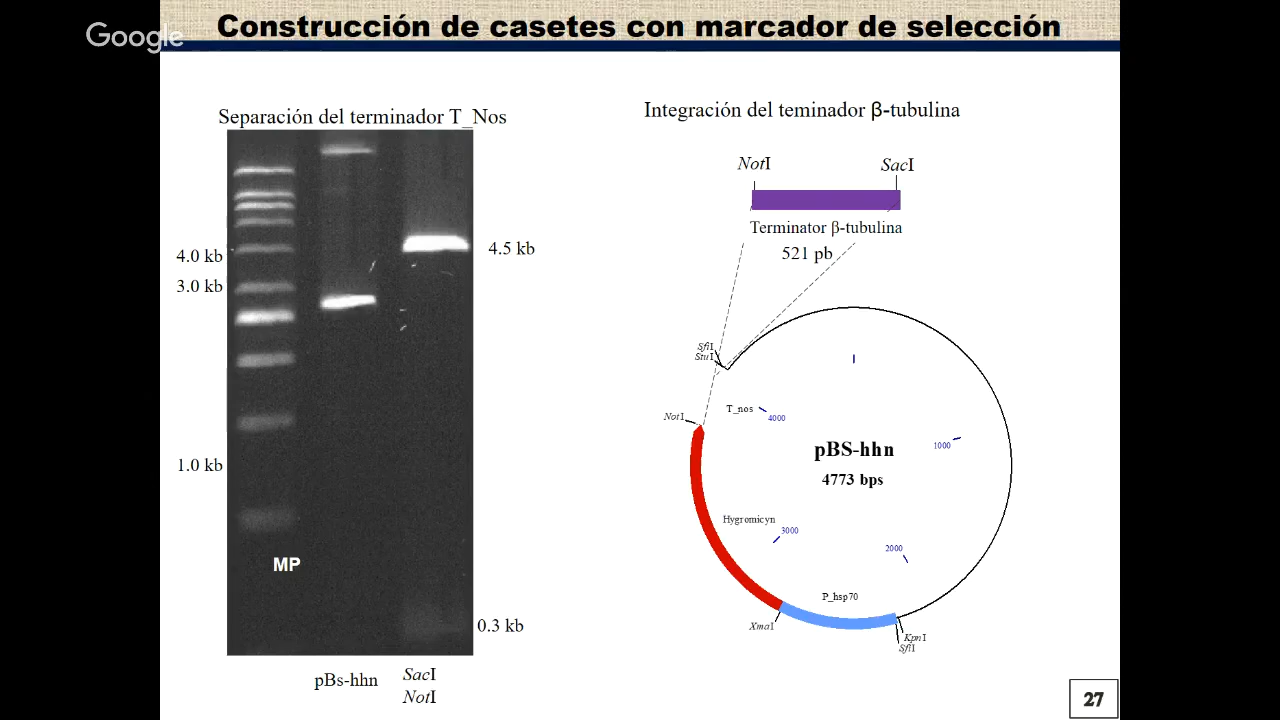 Google
Construcción de casetes con marcador de selección
Separación del terminador T_Nos
4.0 kb
3.0 kb
1.0 kb
4.5 kb
0.3 kb
MP
pBs-hhn
SacI
NotI
Integración del teminador β-tubulina
NotI
SacI
Terminator β-tubulina
521 pb
SfiI
StuI
NotI
T_nos
4000
1000
pBS-hhn
4773 bps
Hygromicyn
3000
2000
P_hsp70
XmaI
KpnI
SfiI
27